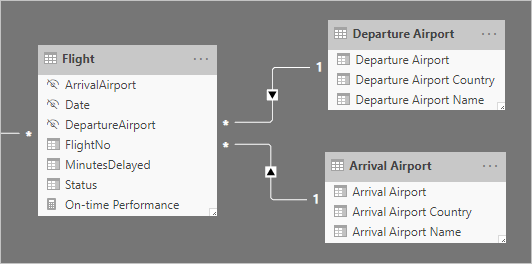 Flight
ArrivalAirport
Date
DepartureAirport
FlightNo
MinutesDelayed
Status
On-time Performance
*
*
*
1
1
Departure Airport
Departure Airport
Departure Airport Country
Departure Airport Name
Arrival Airport
Arrival Airport
Arrival Airport Country
Arrival Airport Name